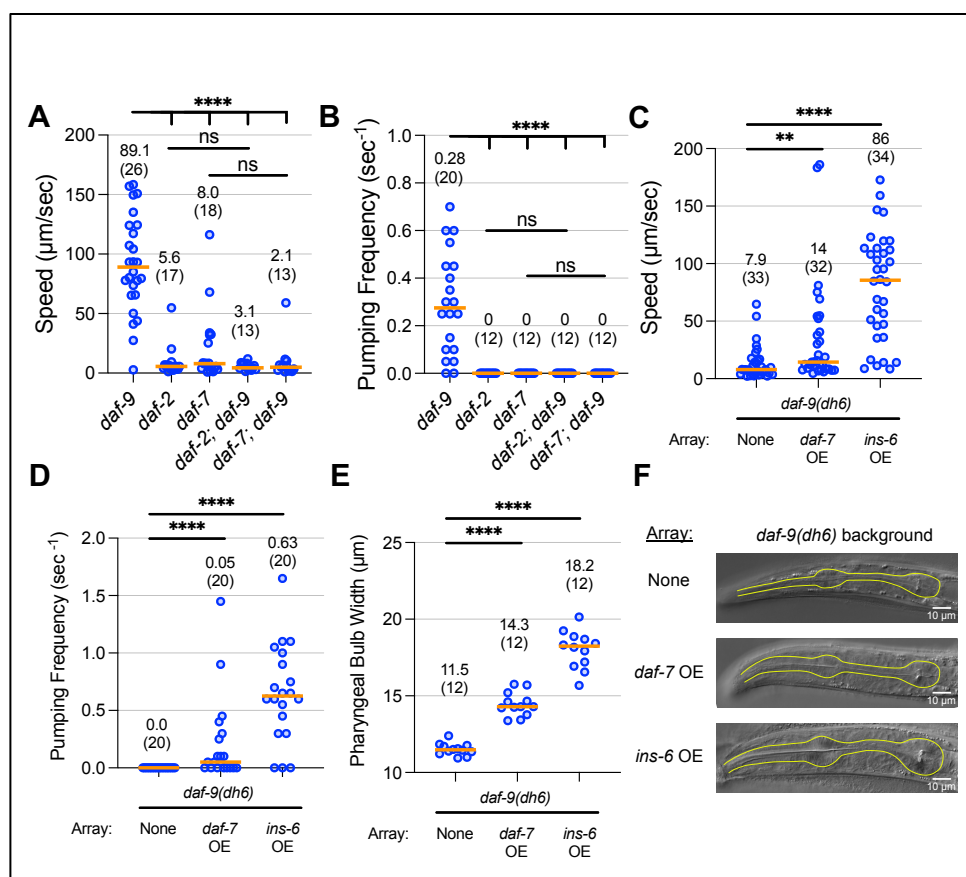 A
****
ns
ns
Speed (µm/sec)
200
150
100
50
0
89.1
(26)
5.6
(17)
8.0
(18)
3.1
(13)
2.1
(13)
daf-9
daf-2
daf-7
daf-2; daf-9
daf-7; daf-9
B
****
ns
ns
Pumping Frequency (sec-1)
1.0
0.8
0.6
0.4
0.2
0.0
0.28
(20)
0
(12)
0
(12)
0
(12)
0
(12)
daf-9
daf-2
daf-7
daf-2; daf-9
daf-7; daf-9
C
****
**
Speed (µm/sec)
200
150
100
50
0
7.9
(33)
14
(32)
86
(34)
daf-9(dh6)
Array:
None
daf-7
OE
ins-6
OE
D
****
****
Pumping Frequency (sec -1)
2.0
1.5
1.0
0.5
0.0
0.0
(20)
0.05
(20)
0.63
(20)
daf-9(dh6)
Array:
None
daf-7
OE
ins-6
OE
E
****
****
Pharyngeal Bulb Width (µm)
25
20
15
10
11.5
(12)
14.3
(12)
18.2
(12)
daf-9(dh6)
Array:
None
daf-7
OE
ins-6
OE
F
Array:
daf-9(dh6) background
None
10 µm
daf-7 OE
10 µm
ins-6 OE
10 µm